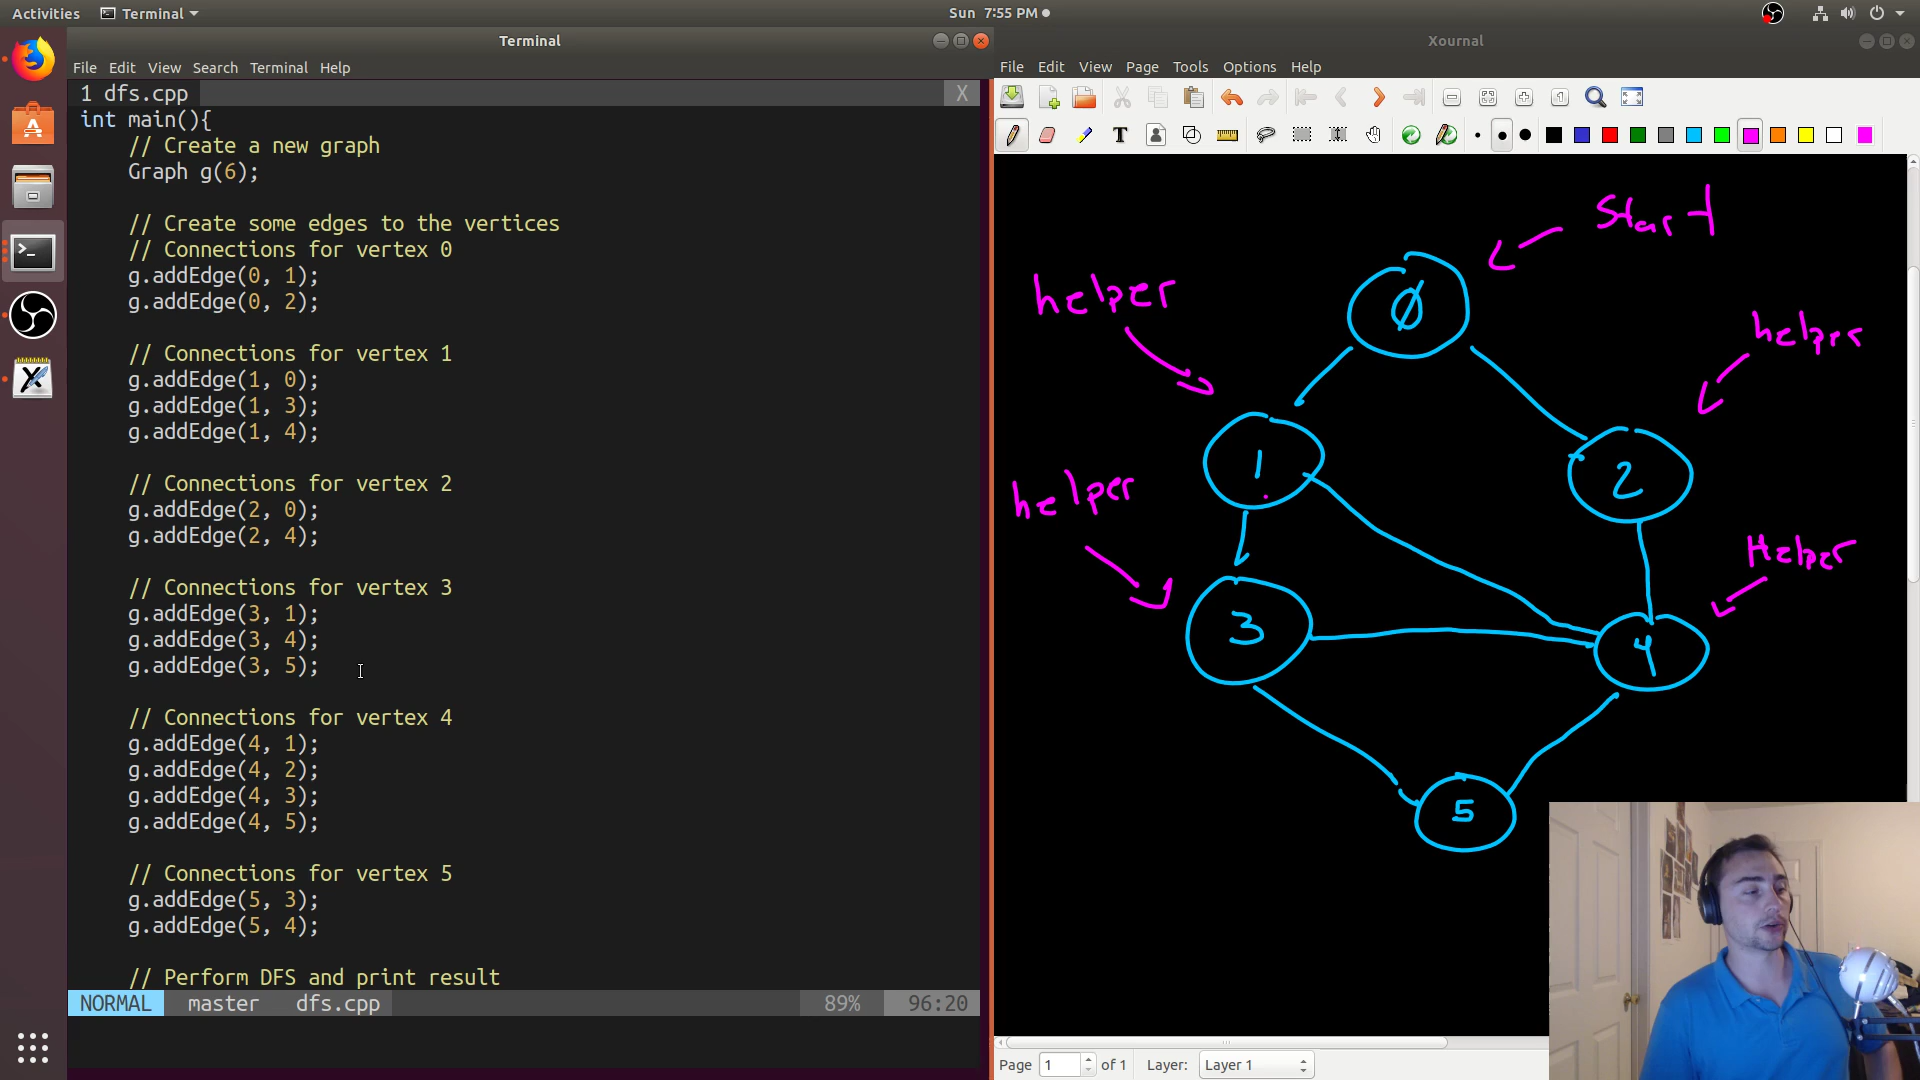 Activities
Terminal
Sun 7:55 PM
Terminal
File Edit View Search Terminal Help
1 dfs.cpp
X
int main(){
// Create a new graph
Graph g(6);
// Create some edges to the vertices
// Connections for vertex 0
g.addEdge(0, 1);
g.addEdge(0, 2);
// Connections for vertex 1
g.addEdge(1, 0);
g.addEdge(1, 3);
g.addEdge(1, 4);
// Connections for vertex 2
g.addEdge(2, 0);
g.addEdge(2, 4);
// Connections for vertex 3
g.addEdge(3, 1);
g.addEdge(3, 4);
g.addEdge(3, 5);
// Connections for vertex 4
g.addEdge(4, 1);
g.addEdge(4, 2);
g.addEdge(4, 3);
g.addEdge(4, 5);
// Connections for vertex 5
g.addEdge(5, 3);
g.addEdge(5, 4);
// Perform DFS and print result
NORMAL master dfs.cpp 89% 96:20
Xournal
File Edit View Page Tools Options Help
Start
0
helper
helper
1
2
helper
Helper
3
4
5
Page 1 of 1 Layer: Layer 1